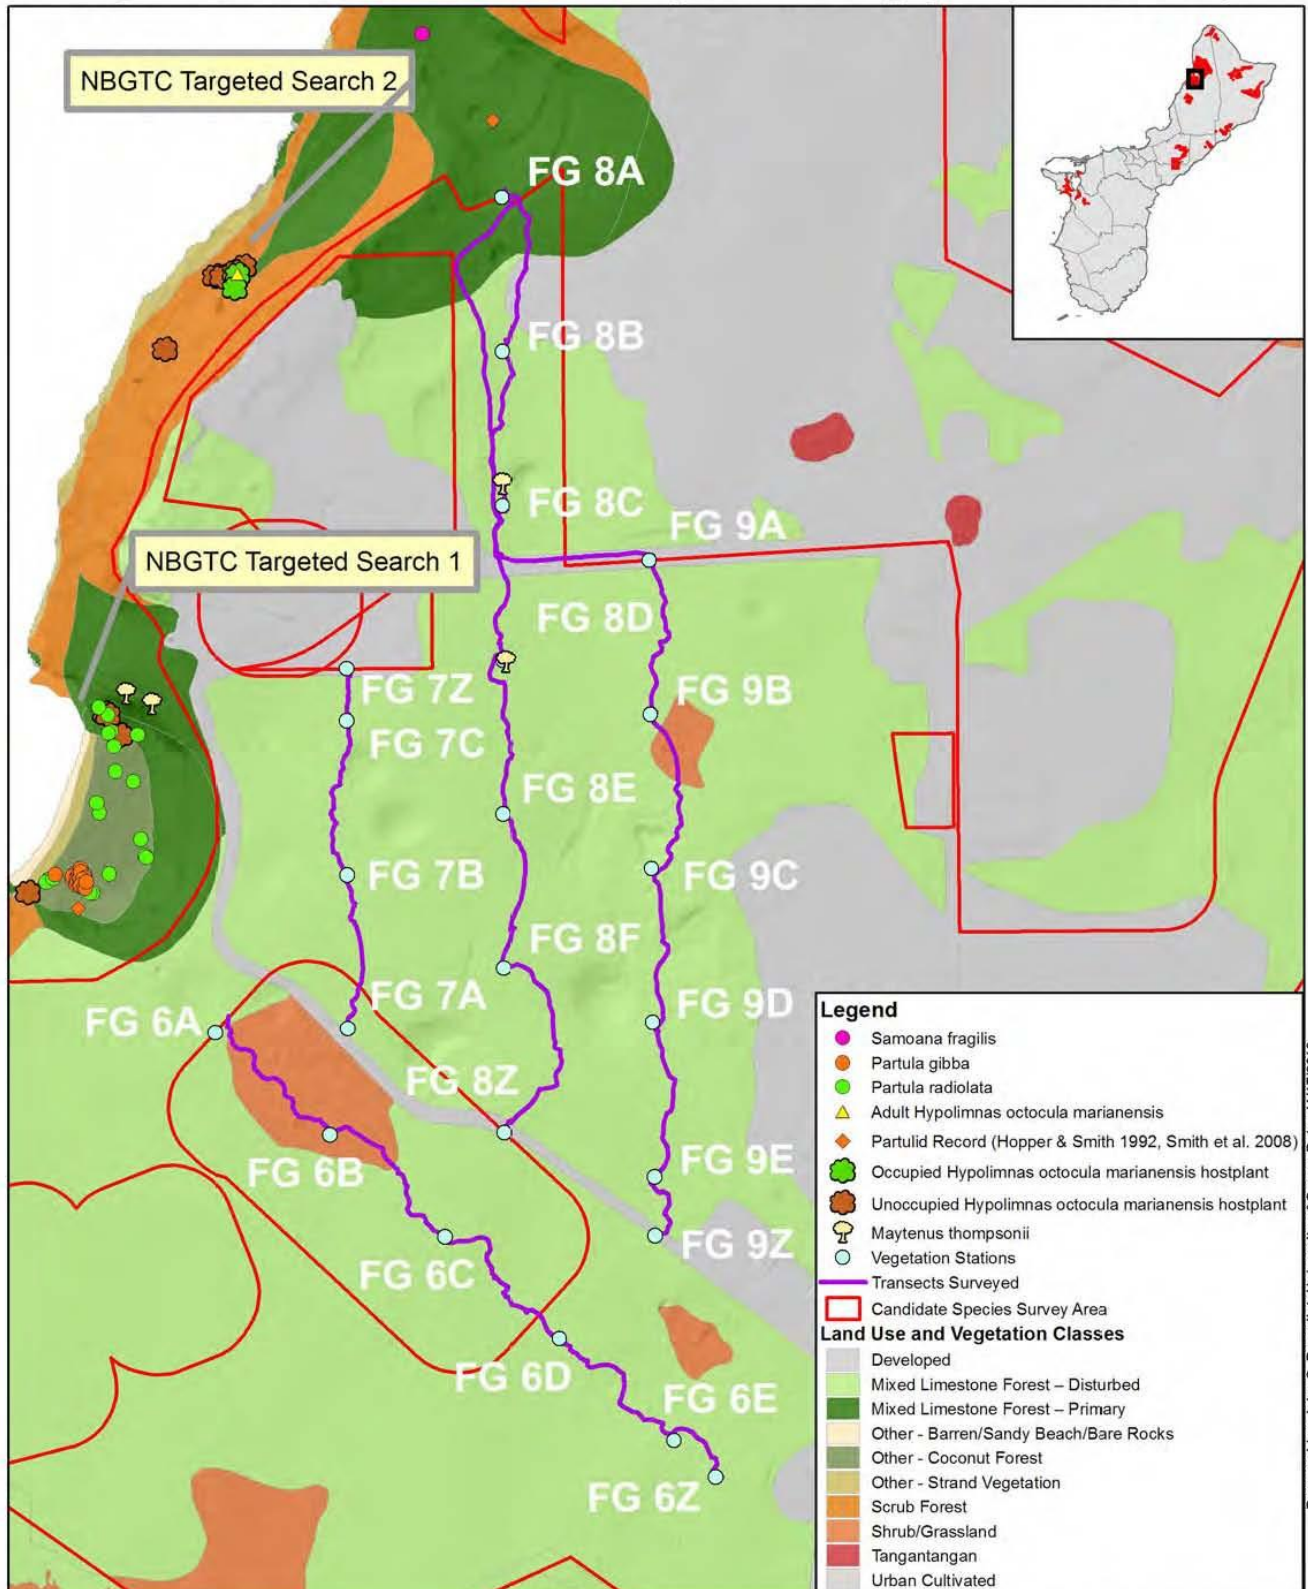 NBGTC Targeted Search 2
FG 8A
FG 8B
FG 8C
FG 9A
NBGTC Targeted Search 1
FG 8D
FG 7Z
FG 9B
FG 7C
FG 8E
FG 7B
FG 9C
FG 8F
FG 7A
FG 9D
FG 6A
FG 8Z
FG 6B
FG 9E
FG 9Z
FG 6C
FG 6D
FG 6E
FG 6Z
Legend
Samoana fragilis
Partula gibba
Partula radiolata
Adult Hypolimnas octocula marianensis
Partulid Record (Hopper & Smith 1992, Smith et al. 2008)
Occupied Hypolimnas octocula marianensis hostplant
Unoccupied Hypolimnas octocula marianensis hostplant
Maytenus thompsonii
Vegetation Stations
Transects Surveyed
Candidate Species Survey Area
Land Use and Vegetation Classes
Developed
Mixed Limestone Forest – Disturbed
Mixed Limestone Forest – Primary
Other - Barren/Sandy Beach/Bare Rocks
Other - Coconut Forest
Other - Strand Vegetation
Scrub Forest
Shrub/Grassland
Tangantangan
Urban Cultivated